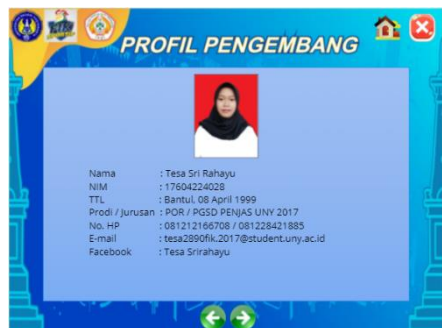 PROFIL PENGEMBANG
Nama : Tesa Sri Rahayu
NIM : 17604224028
TTL : Bantul, 08 April 1999
Prodi / Jurusan : POR / PGSD PENJAS UNY 2017
No. HP : 081212166708 / 081228421885
E-mail : tesa2890fik.2017@student.uny.ac.id
Facebook : Tesa Srirahayu